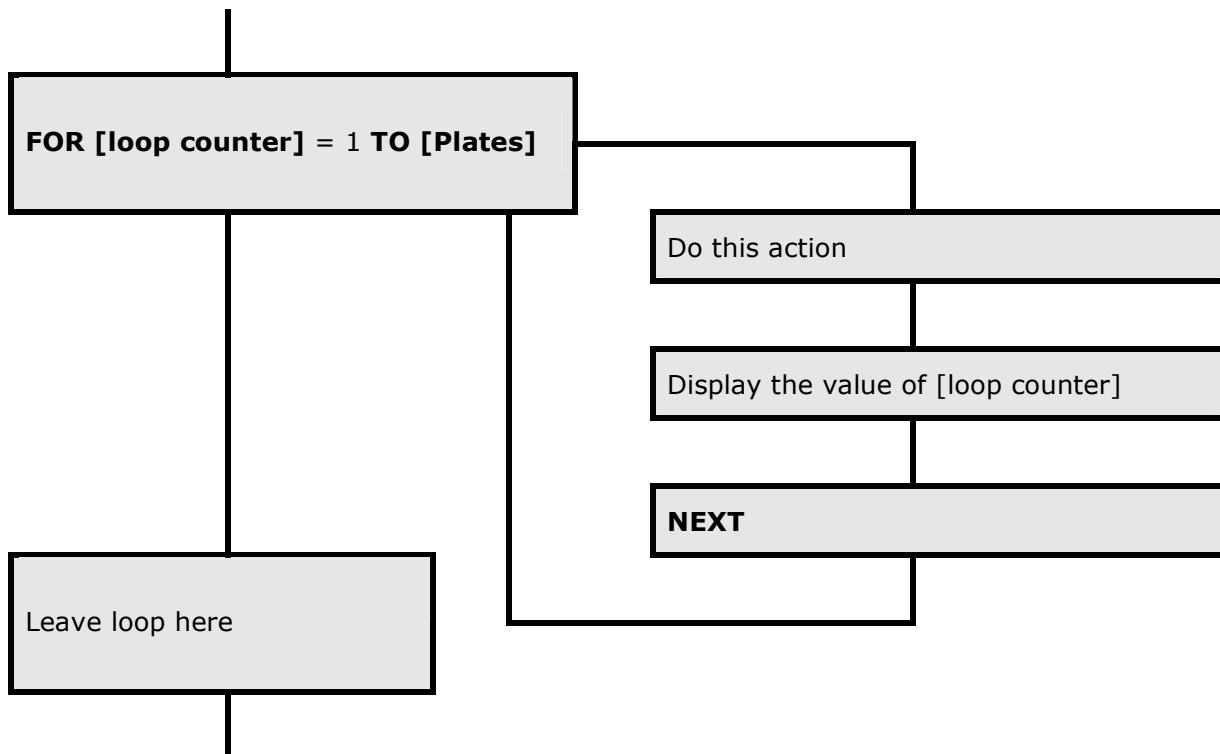 FOR [loop counter] = 1 TO [Plates]
Do this action
Display the value of [loop counter]
NEXT
Leave loop here